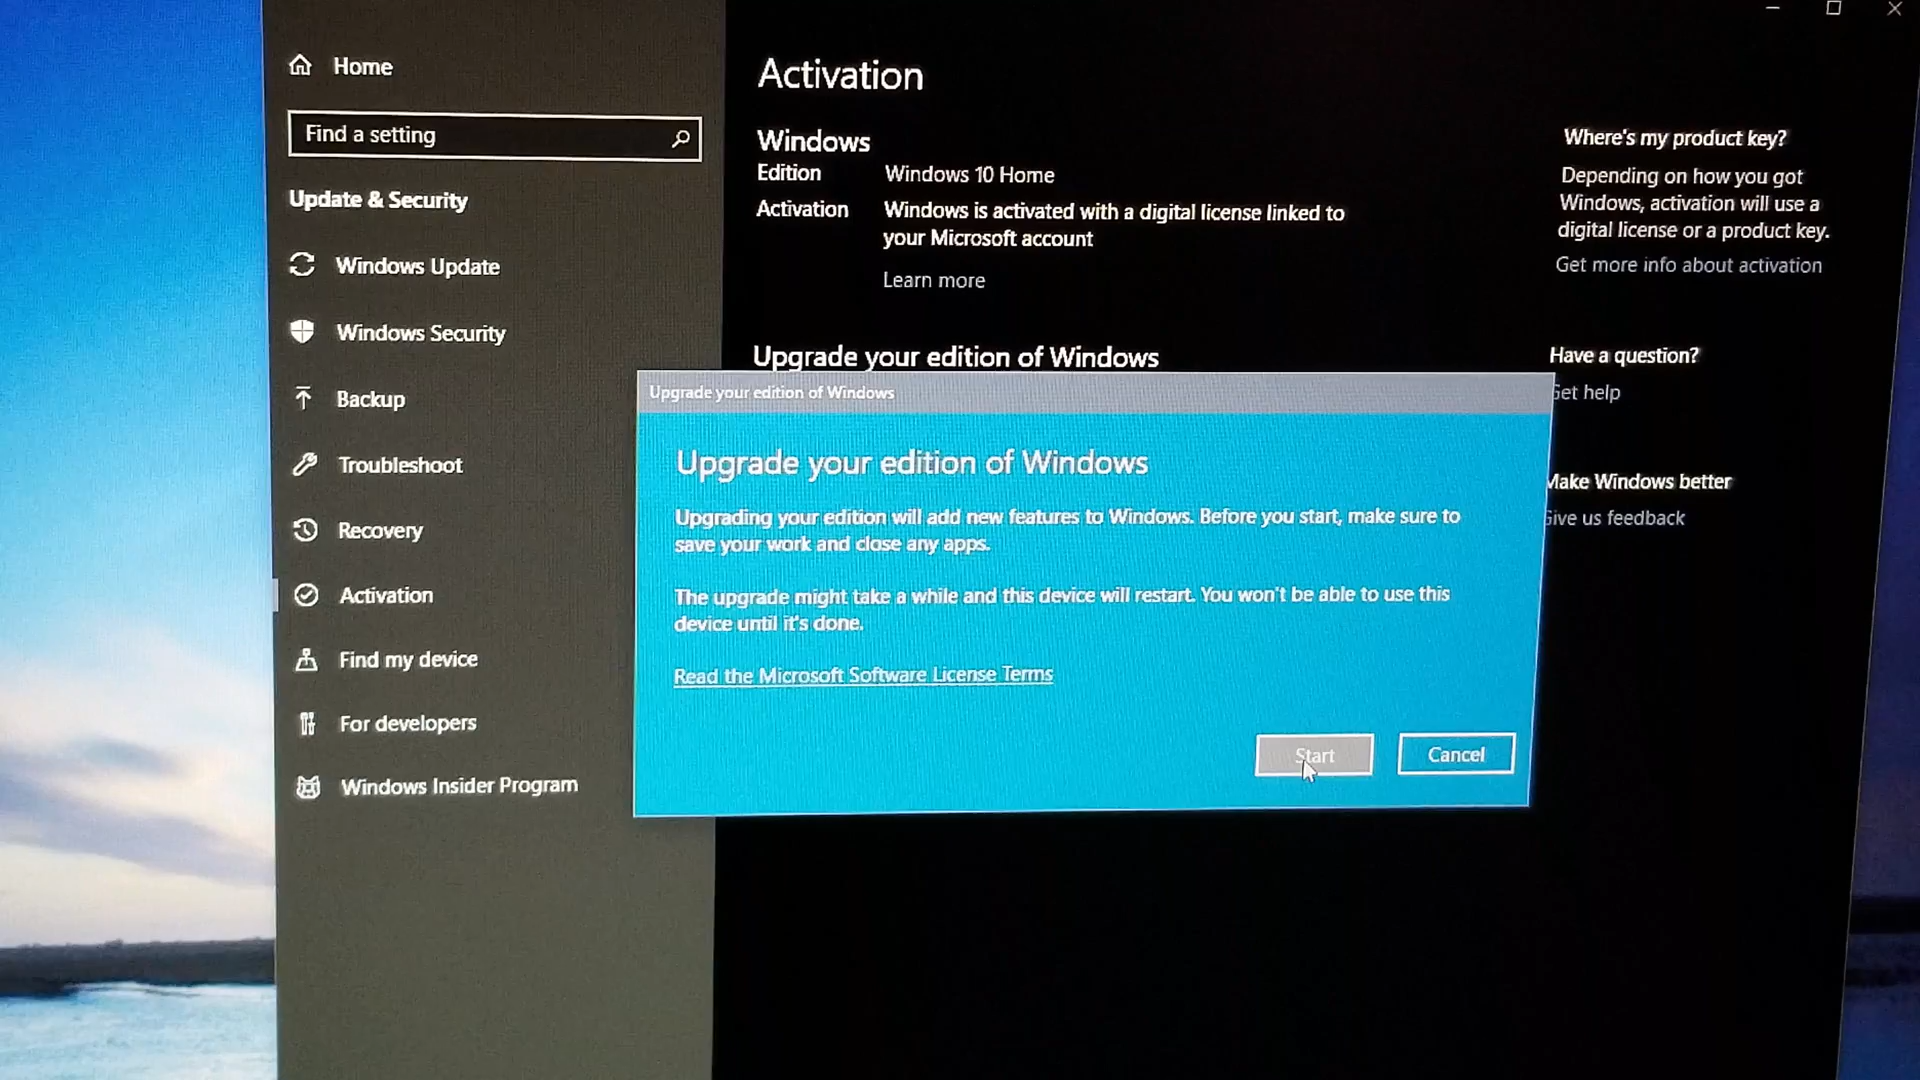 Home
Find a setting
Update & Security
Windows Update
Windows Security
Backup
Troubleshoot
Recovery
Activation
Find my device
For developers
Windows Insider Program
Activation
Windows
Edition Windows 10 Home
Activation Windows is activated with a digital license linked to
your Microsoft account
Learn more
Upgrade your edition of Windows
Where's my product key?
Depending on how you got
Windows, activation will use a
digital license or a product key.
Get more info about activation
Have a question?
Get help
Make Windows better
Give us feedback
Upgrade your edition of Windows
Upgrade your edition of Windows
Upgrading your edition will add new features to Windows. Before you start, make sure to
save your work and close any apps.
The upgrade might take a while and this device will restart. You won't be able to use this
device until it's done.
Read the Microsoft Software License Terms
Start
Cancel